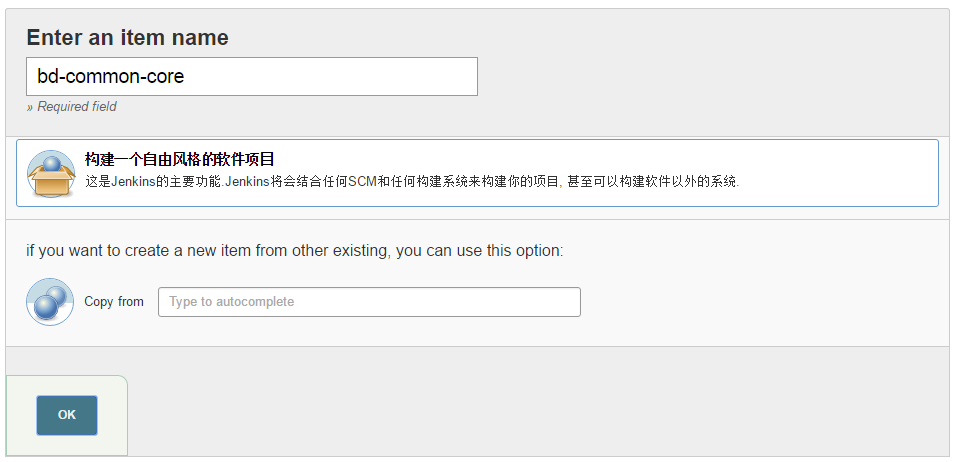 Enter an item name
bd-common-core
» Required field
构建一个自由风格的软件项目
这是Jenkins的主要功能.Jenkins将会结合任何SCM和任何构建系统来构建你的项目, 甚至可以构建软件以外的系统.
if you want to create a new item from other existing, you can use this option:
Copy from Type to autocomplete
OK